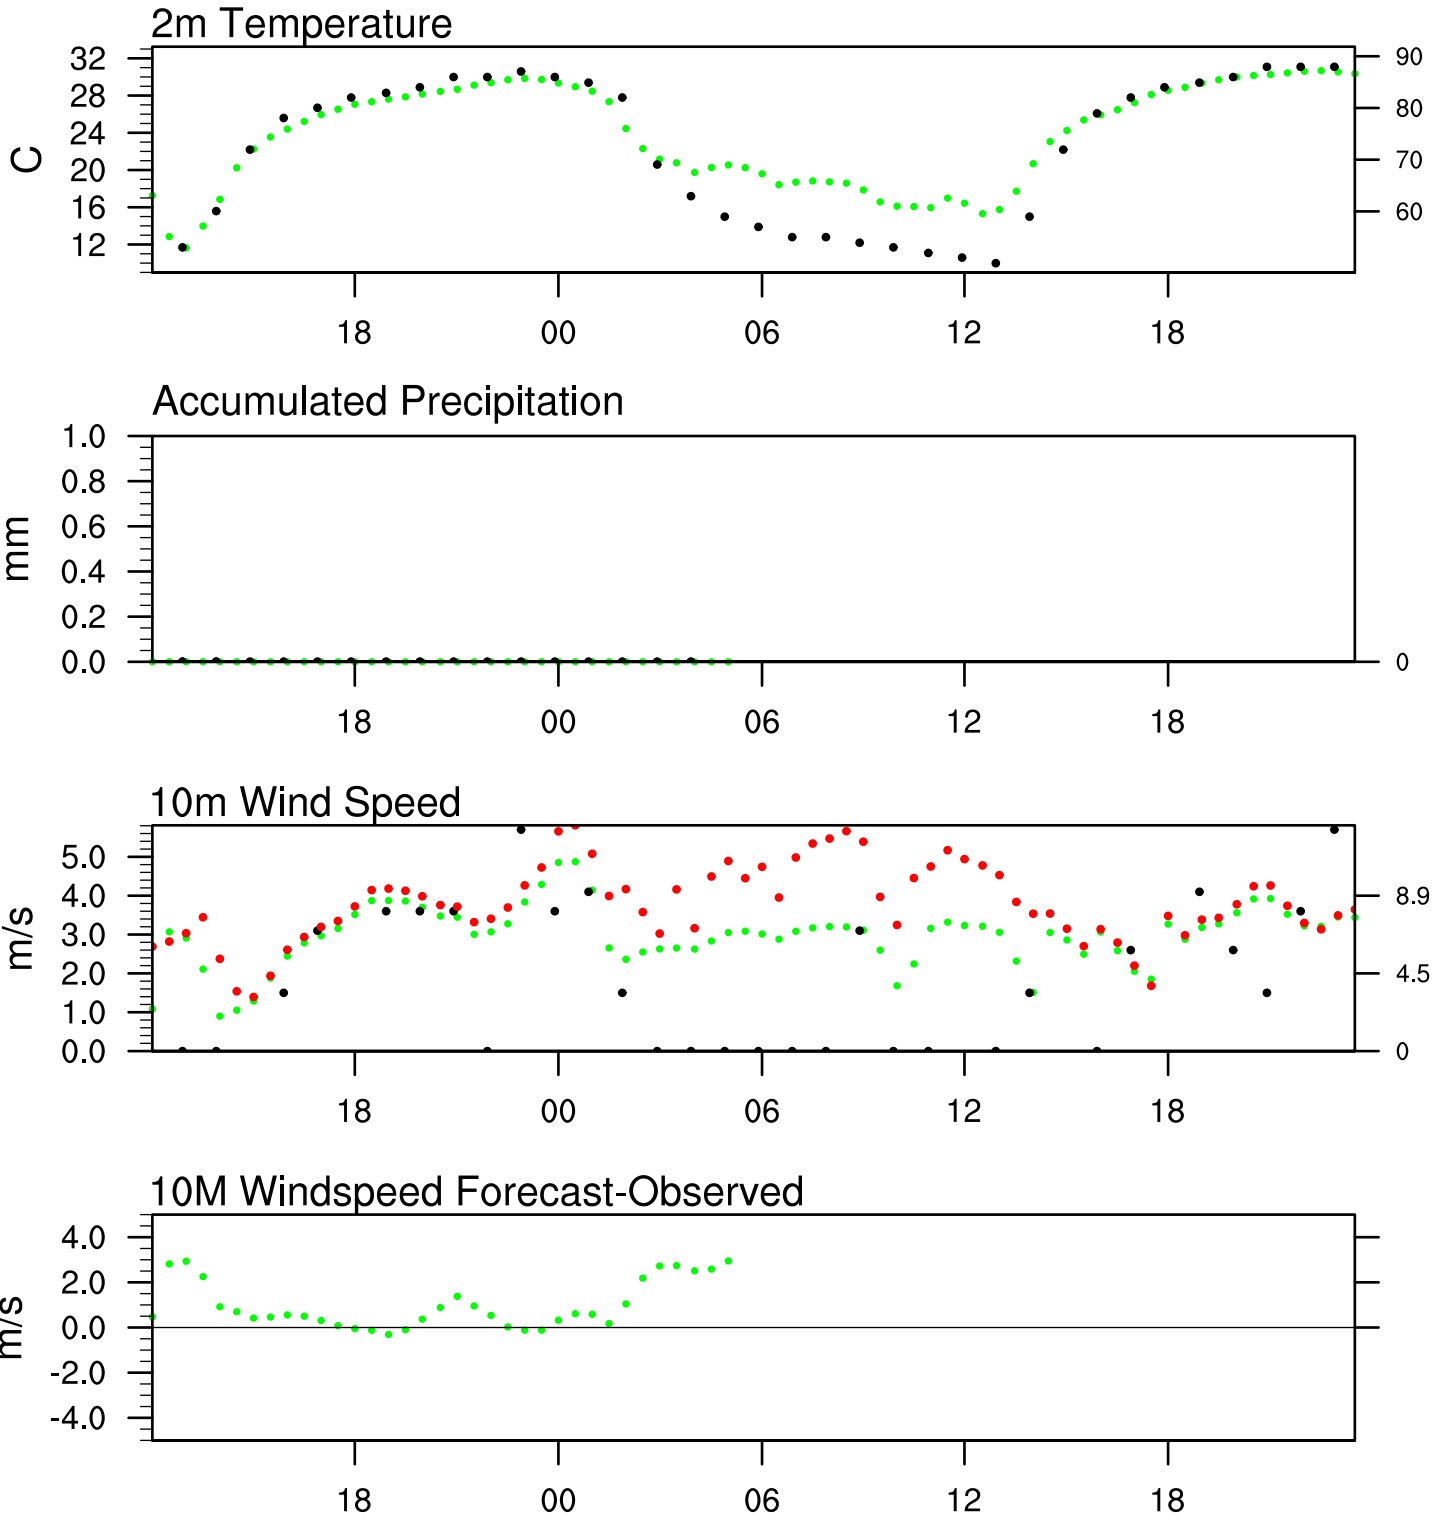 2m Temperature
32
28
24
20
16
12
C
90
80
70
60
18 00 06 12 18
Accumulated Precipitation
1.0
0.8
0.6
0.4
0.2
0.0
mm
0
18 00 06 12 18
10m Wind Speed
5.0
4.0
3.0
2.0
1.0
0.0
m/s
8.9
4.5
0
18 00 06 12 18
10M Windspeed Forecast-Observed
4.0
2.0
0.0
-2.0
-4.0
m/s
18 00 06 12 18